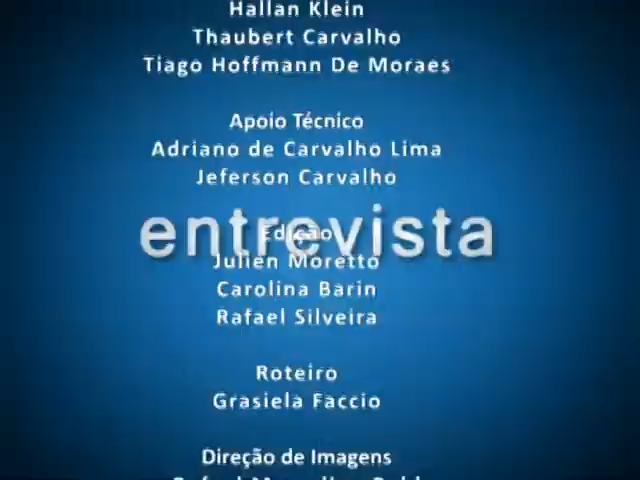 Hallan Klein
Thaubert Carvalho
Tiago Hoffmann De Moraes
Apoio Técnico
Adriano de Carvalho Lima
Jeferson Carvalho
Edição
entrevista
Julien Moretto
Carolina Barin
Rafael Silveira
Roteiro
Grasiela Faccio
Direção de Imagens